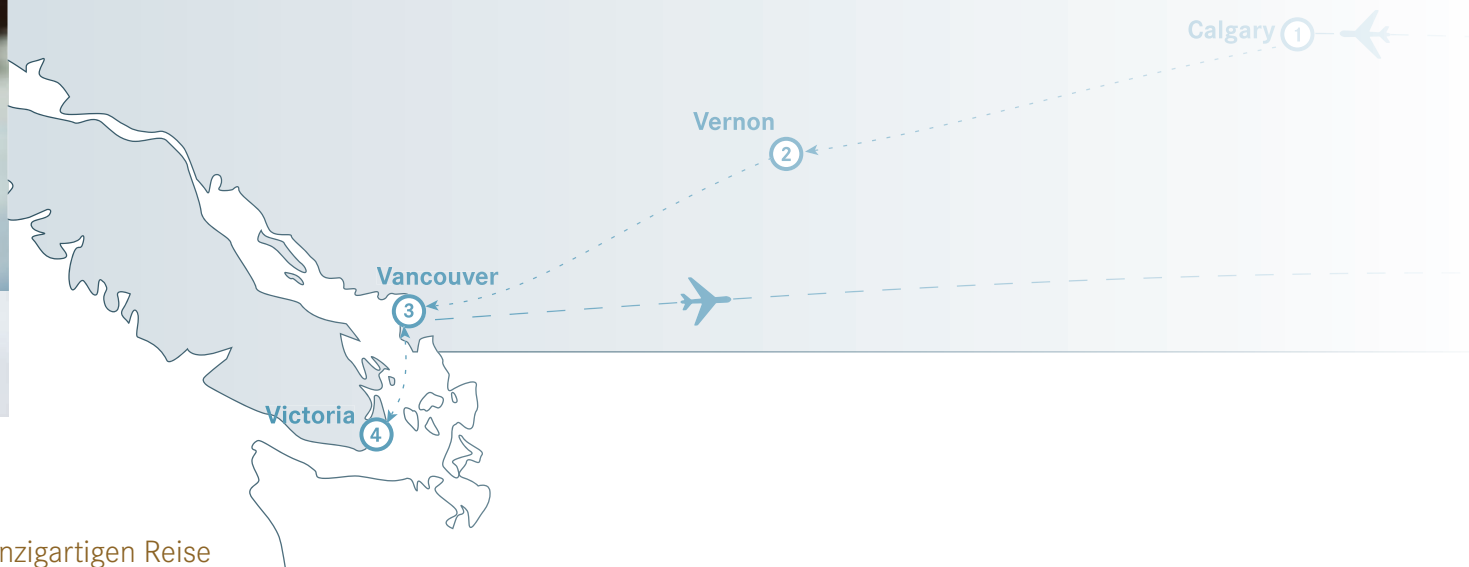 Calgary 1
Vernon
2
Vancouver
3
Victoria
4
nzigartigen Reise